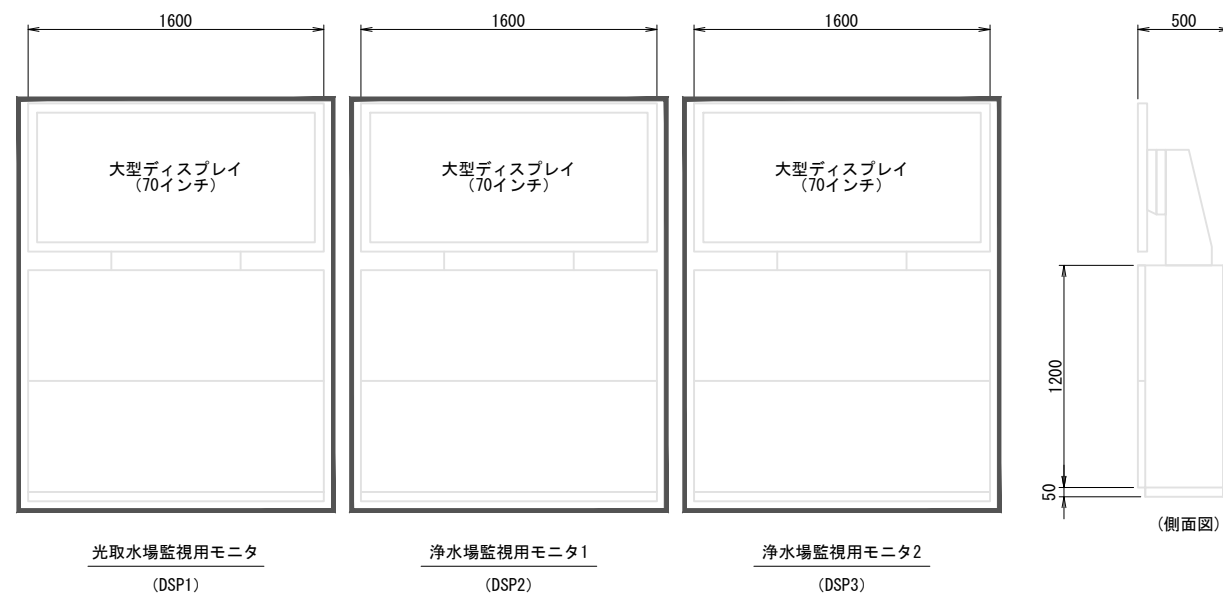 1600
1600
1600
500
大型ディスプレイ
(70インチ)
大型ディスプレイ
(70インチ)
大型ディスプレイ
(70インチ)
1200
50
(側面図)
光取水場監視用モニタ
(DSP1)
浄水場監視用モニタ1
(DSP2)
浄水場監視用モニタ2
(DSP3)